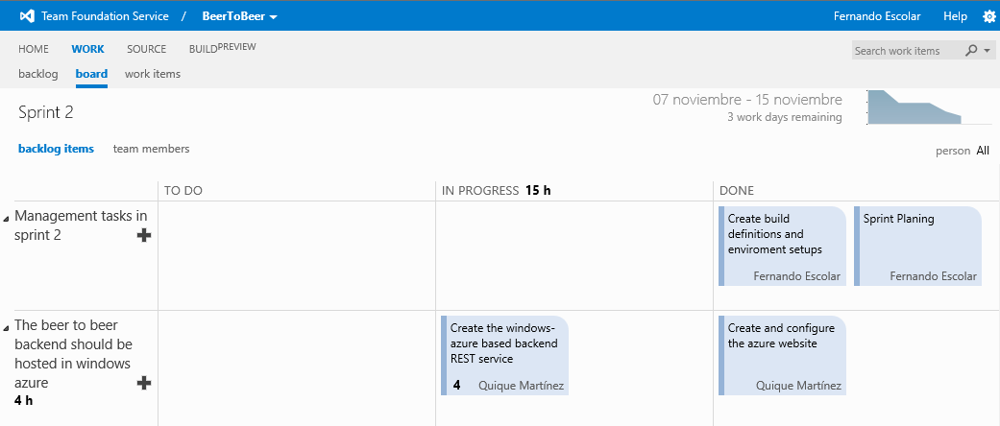 Team Foundation Service / BeerToBeer Fernando Escolar Help
HOME WORK SOURCE BUILD PREVIEW Search work items
backlog board work items
Sprint 2 07 noviembre - 15 noviembre
3 work days remaining
backlog items team members person All
TO DO IN PROGRESS 15 h DONE
Management tasks in
sprint 2
Create build
definitions and
enviroment setups
Fernando Escolar
Sprint Planing
Fernando Escolar
The beer to beer
backend should be
hosted in windows
azure
4 h
Create the windows-
azure based backend
REST service
4 Quique Martínez
Create and configure
the azure website
Quique Martínez